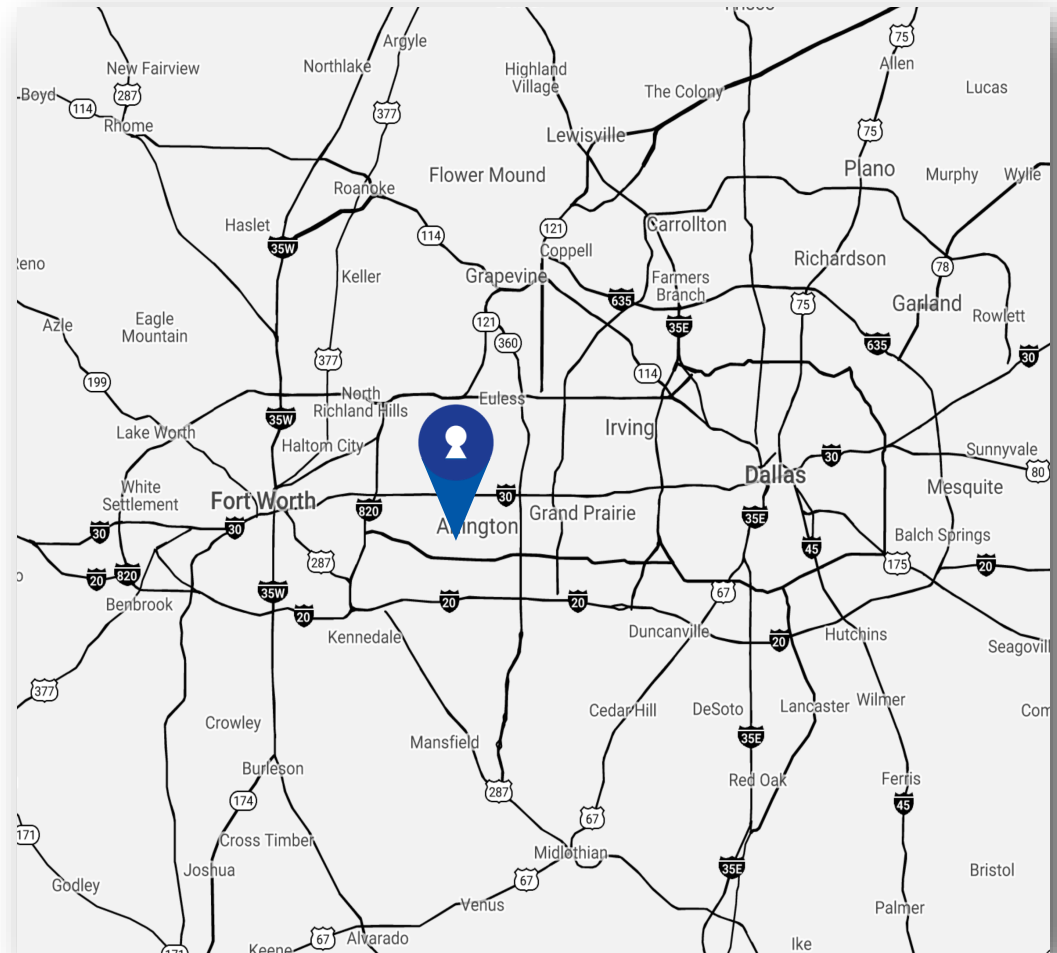 Argyle
75
New Fairview
Northlake
Highland
Village
Allen
Boyd
114
287
377
The Colony
Lucas
Rhome
Lewisville
75
Flower Mound
Plano
Murphy
Wylie
Roanoke
Haslet
35W
114
121
Carrollton
Coppell
Richardson
78
Keller
Grapevine
Farmers
Branch
635
75
Garland
Rowlett
Azle
Eagle
Mountain
121
360
35E
635
30
377
114
199
North
Richland Hills
Euless
35W
Lake Worth
Haltom City
Irving
30
Sunnyvale
80
Dallas
White
Settlement
Fort Worth
30
Mesquite
820
Grand Prairie
30
30
35E
45
Balch Springs
287
175
20
20
820
35W
67
Benbrook
20
20
20
Kennedale
Duncanville
20
Hutchins
377
Crowley
Cedar Hill
DeSoto
Lancaster
Wilmer
Mansfield
35E
Burleson
Red Oak
Ferris
174
287
45
171
67
Cross Timber
Midlothian
Joshua
35E
Bristol
Godley
67
Venus
Palmer
67
Alvarado
Keene
Ike